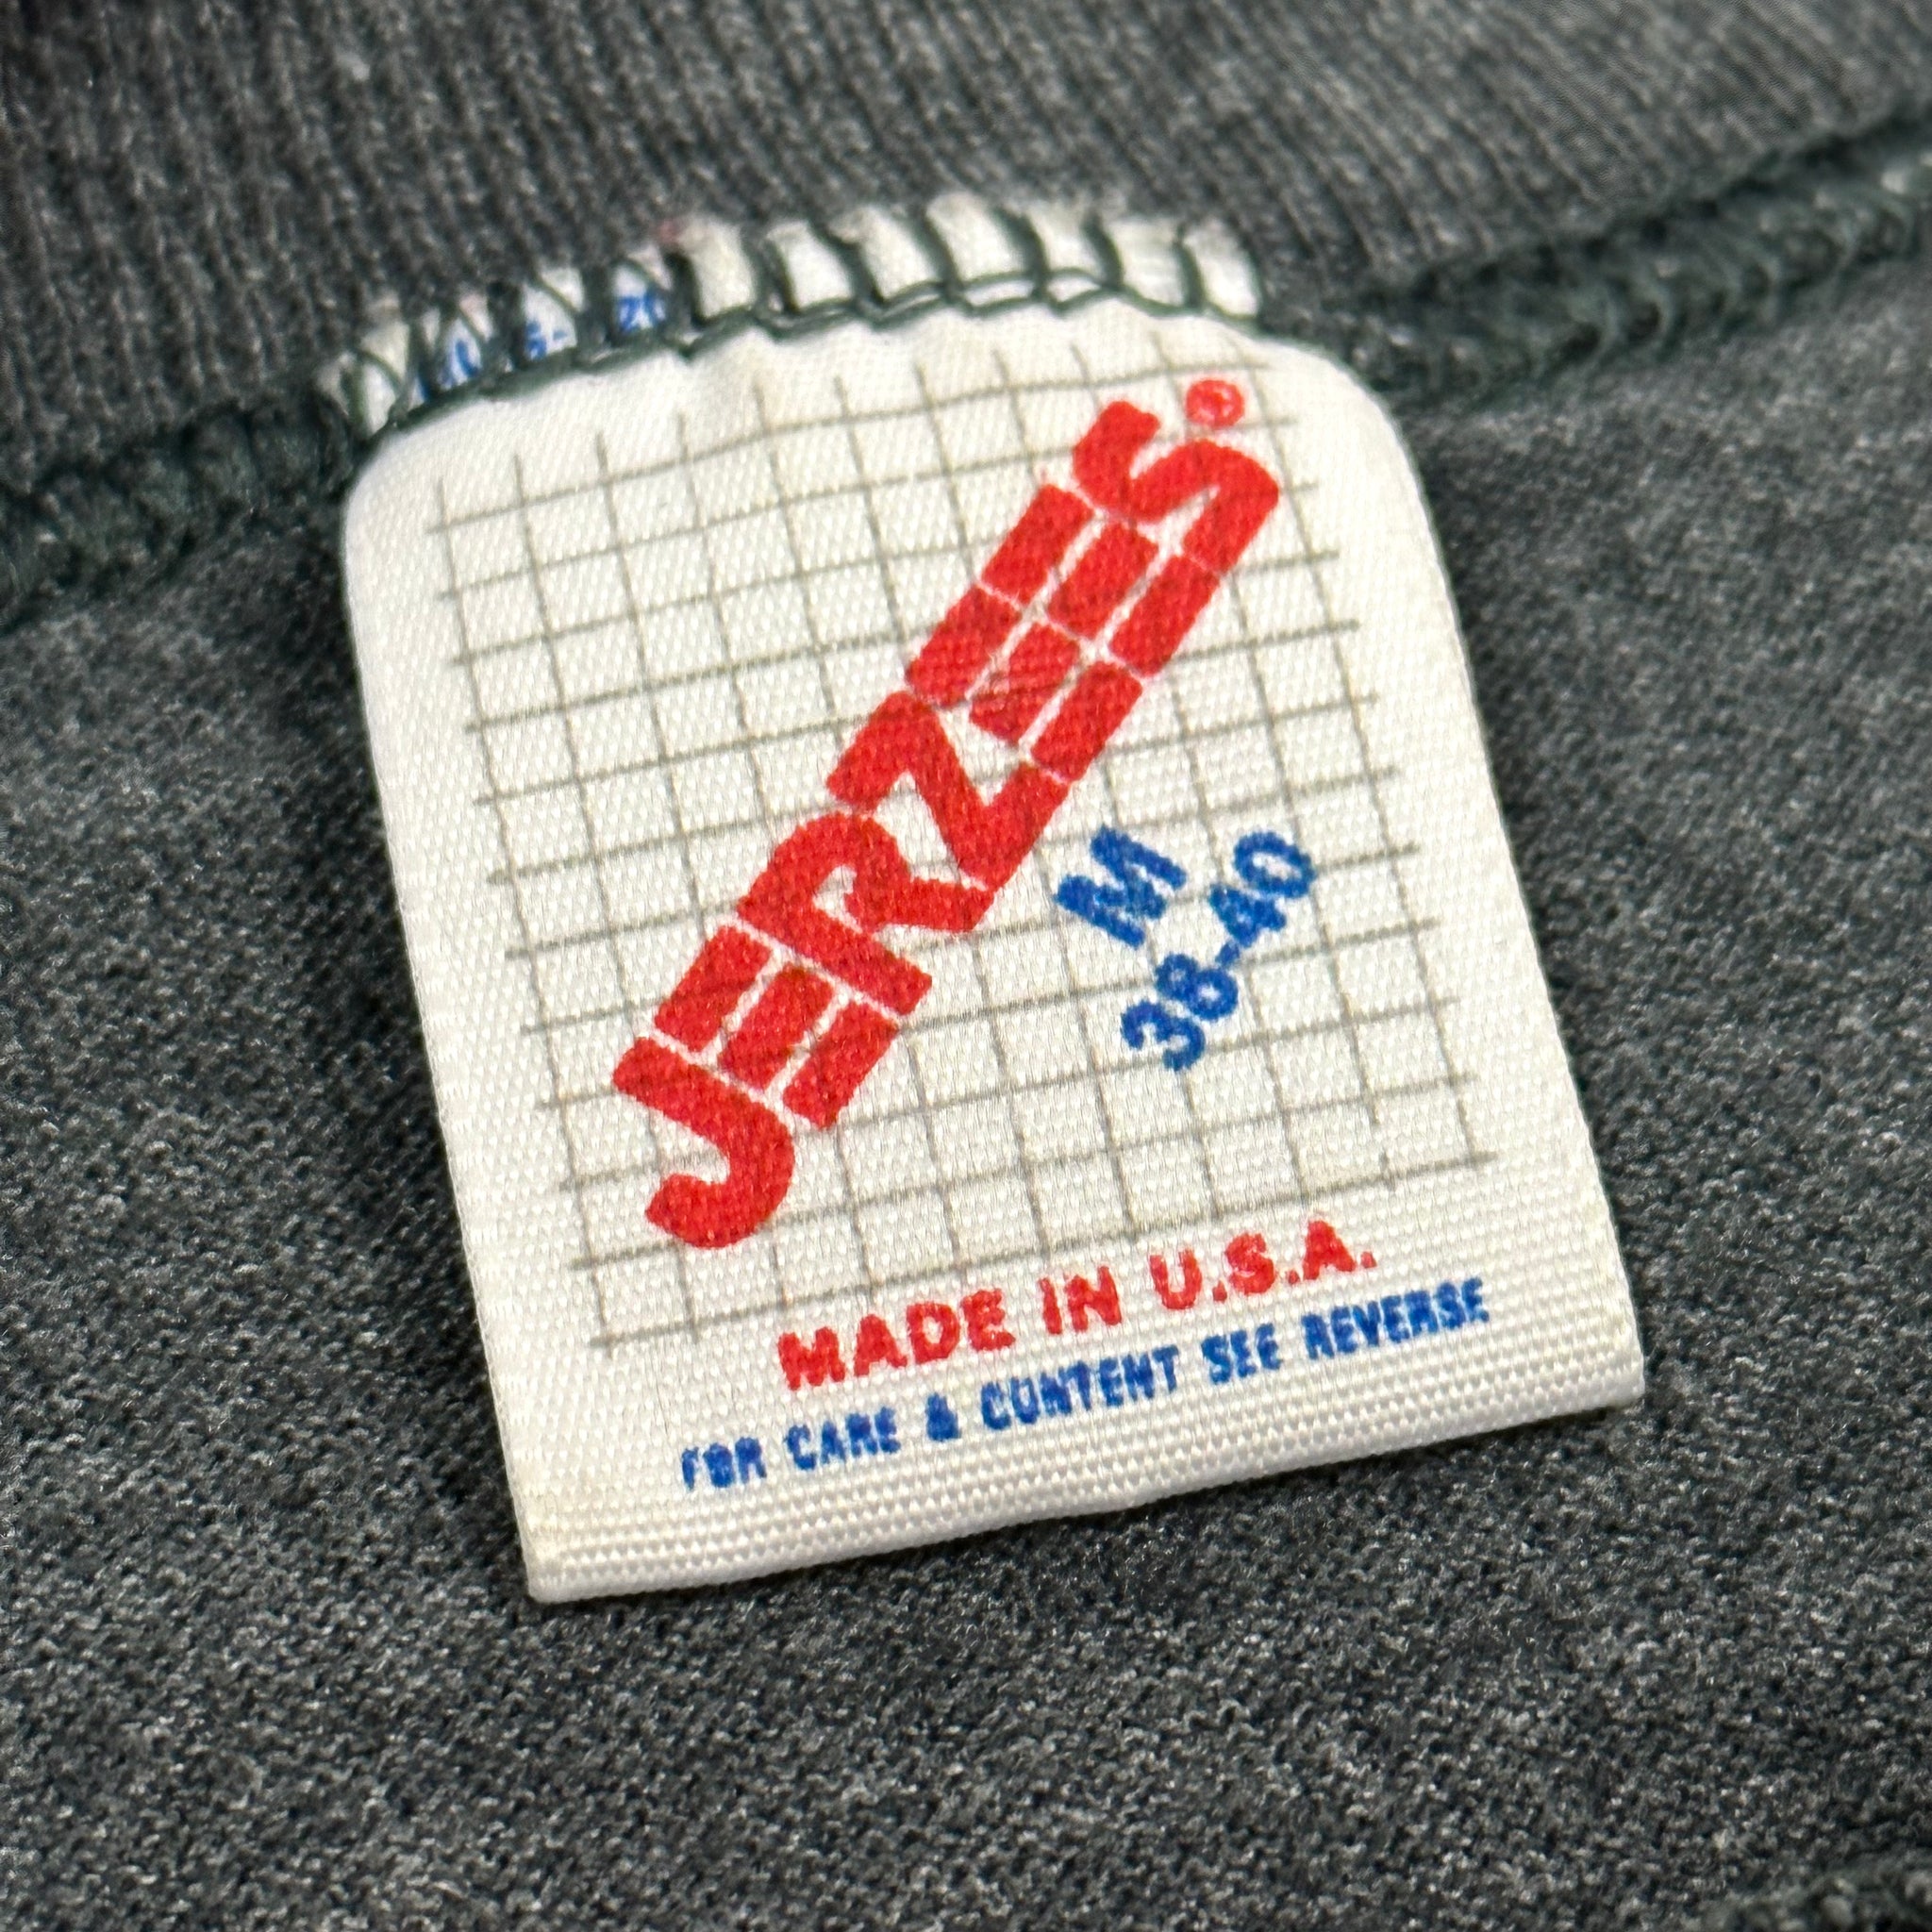 JERZEES®
M
38-40
MADE IN U.S.A.
FOR CARE & CONTENT SEE REVERSE